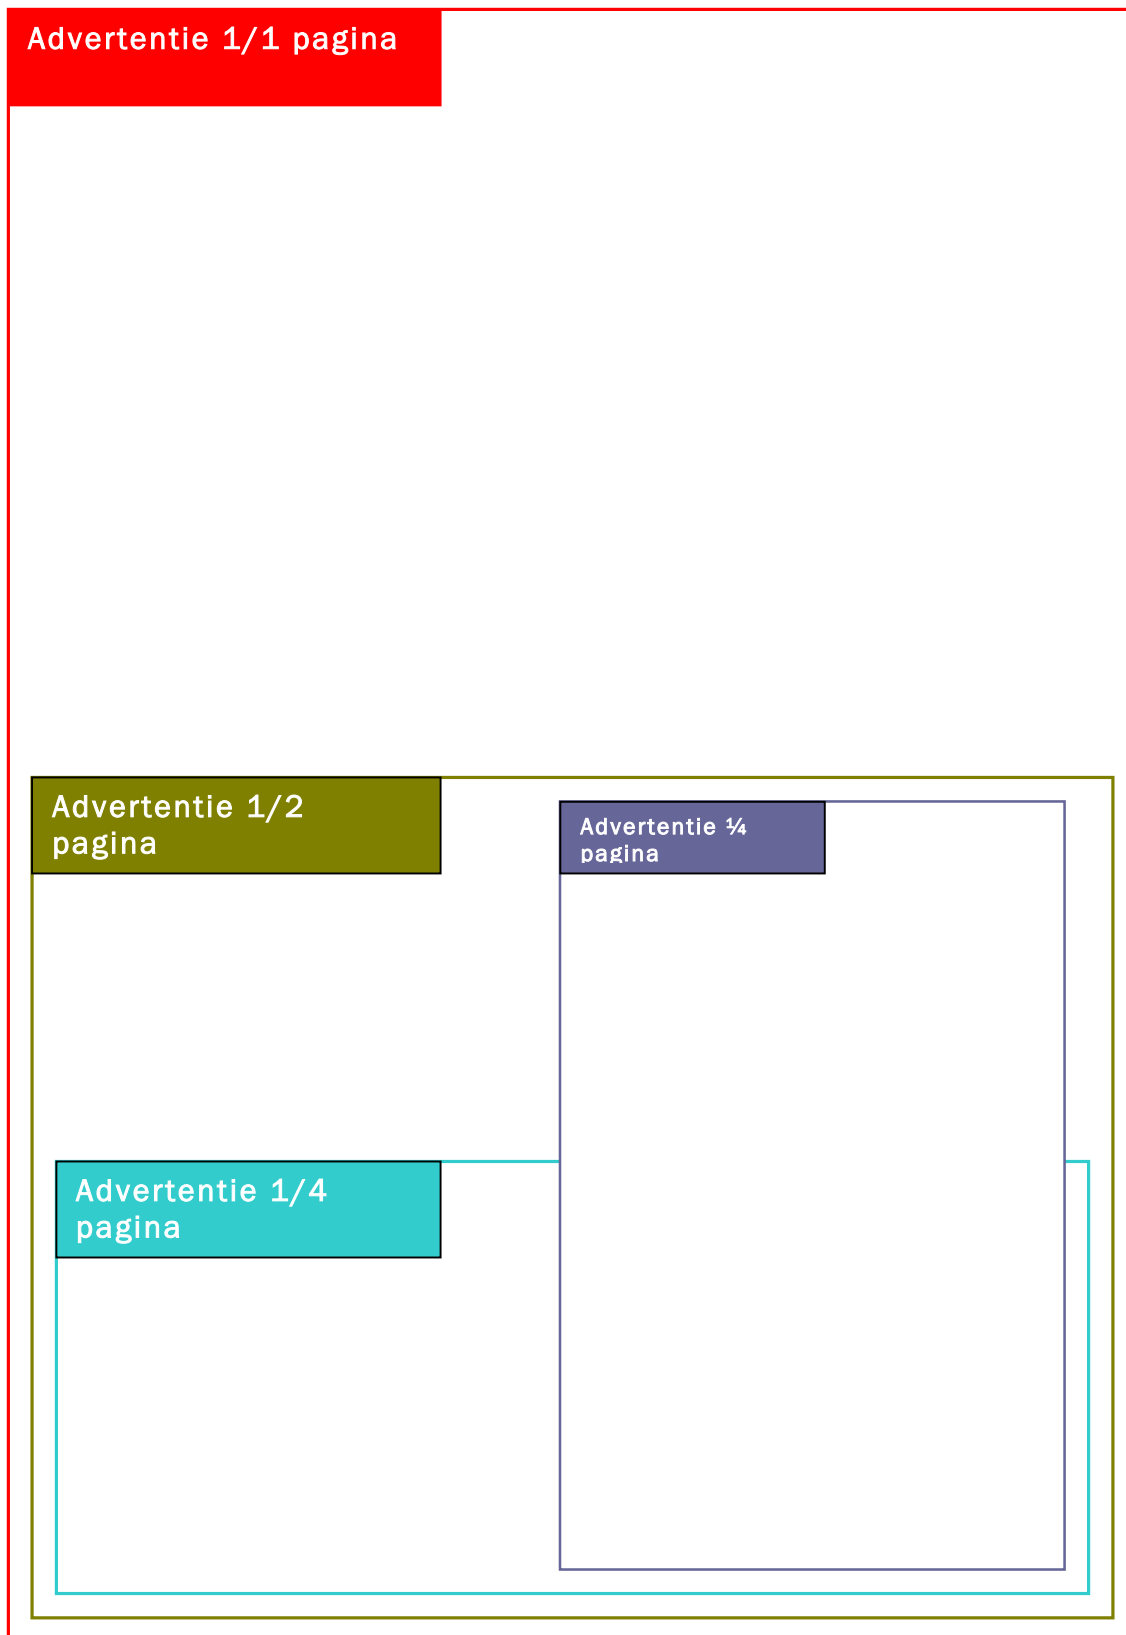 Advertentie 1/1 pagina
Advertentie 1/2
pagina
Advertentie ¼
pagina
Advertentie 1/4
pagina